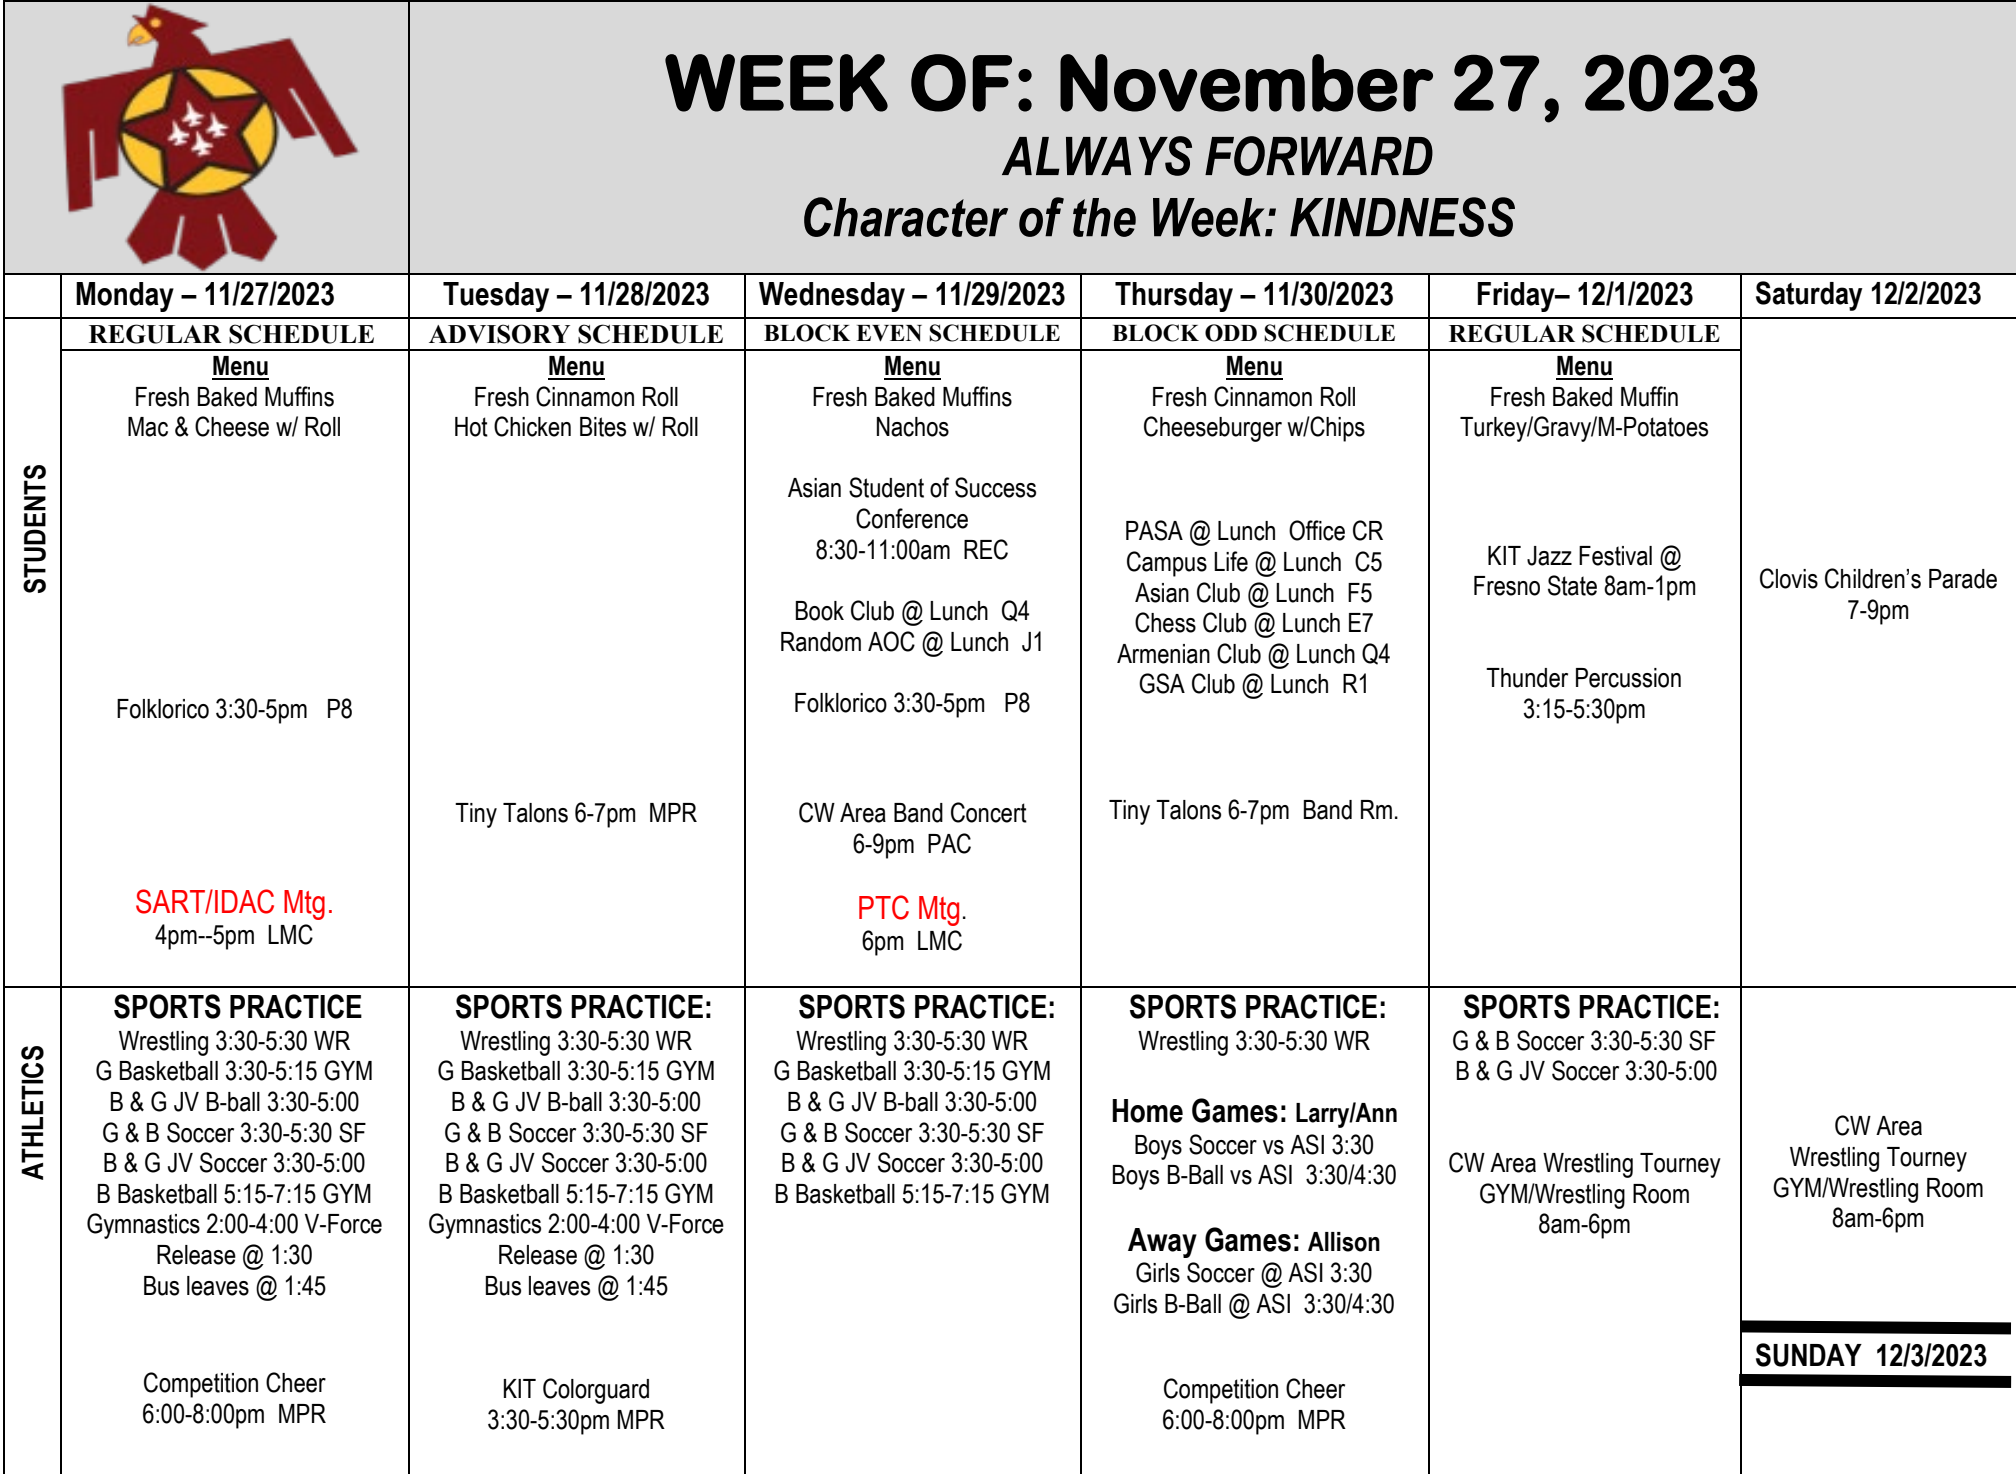 WEEK OF: November 27, 2023
ALWAYS FORWARD
Character of the Week: KINDNESS
Monday – 11/27/2023
Tuesday – 11/28/2023
Wednesday – 11/29/2023
Thursday – 11/30/2023
Friday– 12/1/2023
Saturday 12/2/2023
STUDENTS
REGULAR SCHEDULE
Menu
Fresh Baked Muffins
Mac & Cheese w/ Roll
Folklorico 3:30-5pm P8
SART/IDAC Mtg.
4pm--5pm LMC
ADVISORY SCHEDULE
Menu
Fresh Cinnamon Roll
Hot Chicken Bites w/ Roll
Tiny Talons 6-7pm MPR
BLOCK EVEN SCHEDULE
Menu
Fresh Baked Muffins
Nachos
Asian Student of Success
Conference
8:30-11:00am REC
Book Club @ Lunch Q4
Random AOC @ Lunch J1
Folklorico 3:30-5pm P8
CW Area Band Concert
6-9pm PAC
PTC Mtg.
6pm LMC
BLOCK ODD SCHEDULE
Menu
Fresh Cinnamon Roll
Cheeseburger w/Chips
PASA @ Lunch Office CR
Campus Life @ Lunch C5
Asian Club @ Lunch F5
Chess Club @ Lunch E7
Armenian Club @ Lunch Q4
GSA Club @ Lunch R1
Tiny Talons 6-7pm Band Rm.
REGULAR SCHEDULE
Menu
Fresh Baked Muffin
Turkey/Gravy/M-Potatoes
KIT Jazz Festival @
Fresno State 8am-1pm
Thunder Percussion
3:15-5:30pm
Clovis Children's Parade
7-9pm
ATHLETICS
SPORTS PRACTICE
Wrestling 3:30-5:30 WR
G Basketball 3:30-5:15 GYM
B & G JV B-ball 3:30-5:00
G & B Soccer 3:30-5:30 SF
B & G JV Soccer 3:30-5:00
B Basketball 5:15-7:15 GYM
Gymnastics 2:00-4:00 V-Force
Release @ 1:30
Bus leaves @ 1:45
Competition Cheer
6:00-8:00pm MPR
SPORTS PRACTICE:
Wrestling 3:30-5:30 WR
G Basketball 3:30-5:15 GYM
B & G JV B-ball 3:30-5:00
G & B Soccer 3:30-5:30 SF
B & G JV Soccer 3:30-5:00
B Basketball 5:15-7:15 GYM
Gymnastics 2:00-4:00 V-Force
Release @ 1:30
Bus leaves @ 1:45
KIT Colorguard
3:30-5:30pm MPR
SPORTS PRACTICE:
Wrestling 3:30-5:30 WR
G Basketball 3:30-5:15 GYM
B & G JV B-ball 3:30-5:00
G & B Soccer 3:30-5:30 SF
B & G JV Soccer 3:30-5:00
B Basketball 5:15-7:15 GYM
SPORTS PRACTICE:
Wrestling 3:30-5:30 WR
Home Games: Larry/Ann
Boys Soccer vs ASI 3:30
Boys B-Ball vs ASI 3:30/4:30
Away Games: Allison
Girls Soccer @ ASI 3:30
Girls B-Ball @ ASI 3:30/4:30
Competition Cheer
6:00-8:00pm MPR
SPORTS PRACTICE:
G & B Soccer 3:30-5:30 SF
B & G JV Soccer 3:30-5:00
CW Area Wrestling Tourney
GYM/Wrestling Room
8am-6pm
CW Area
Wrestling Tourney
GYM/Wrestling Room
8am-6pm
SUNDAY 12/3/2023